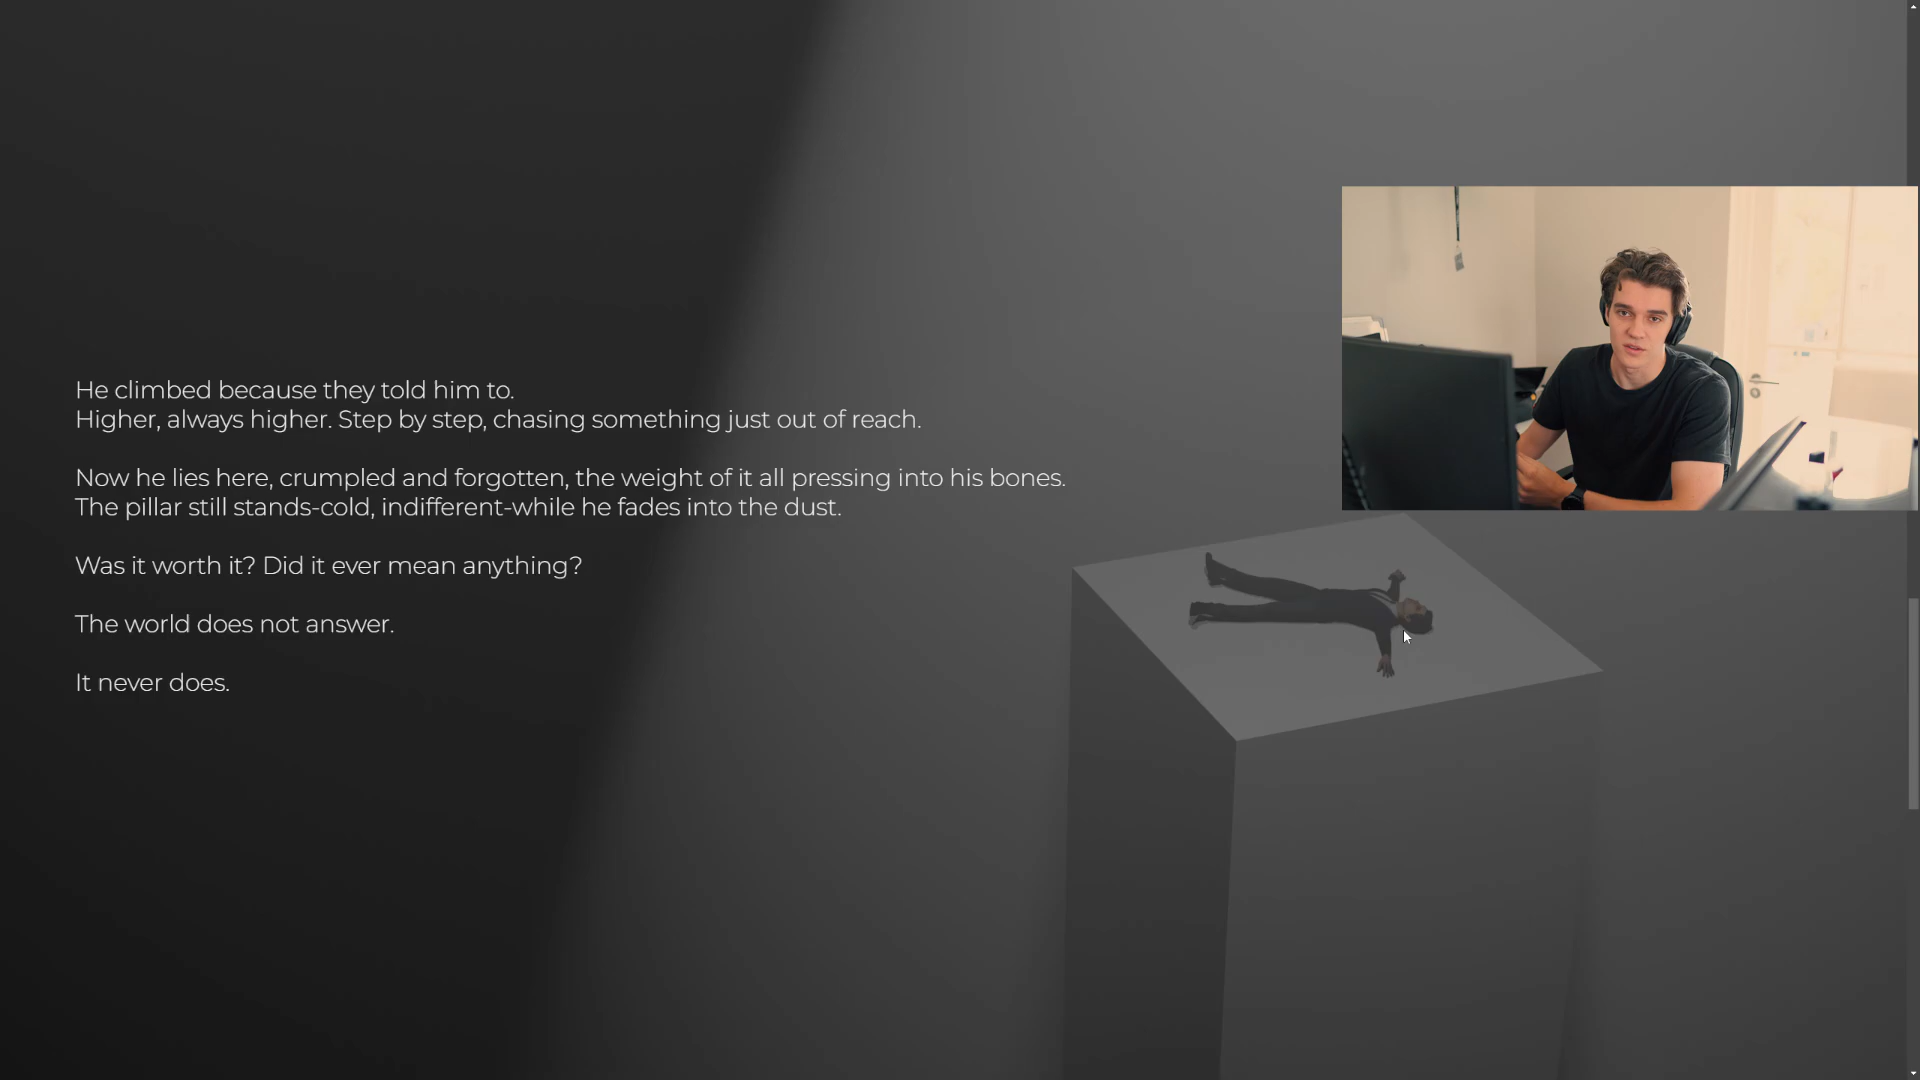 He climbed because they told him to.
Higher, always higher. Step by step, chasing something just out of reach.
Now he lies here, crumpled and forgotten, the weight of it all pressing into his bones.
The pillar still stands-cold, indifferent-while he fades into the dust.
Was it worth it? Did it ever mean anything?
The world does not answer.
It never does.